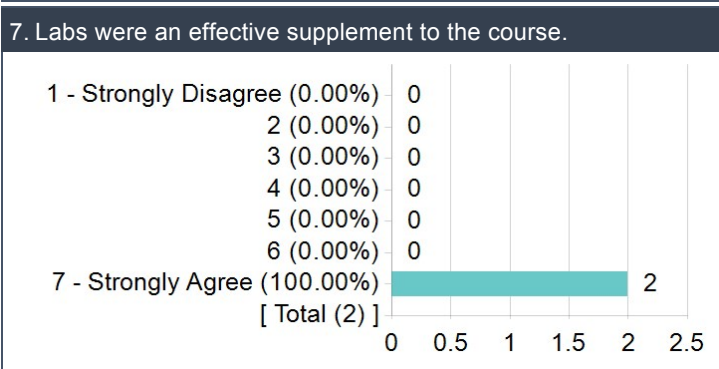 7. Labs were an effective supplement to the course.
1 - Strongly Disagree (0.00%) 0
2 (0.00%) 0
3 (0.00%) 0
4 (0.00%) 0
5 (0.00%) 0
6 (0.00%) 0
7 - Strongly Agree (100.00%) 2
[ Total (2) ]
0 0.5 1 1.5 2 2.5